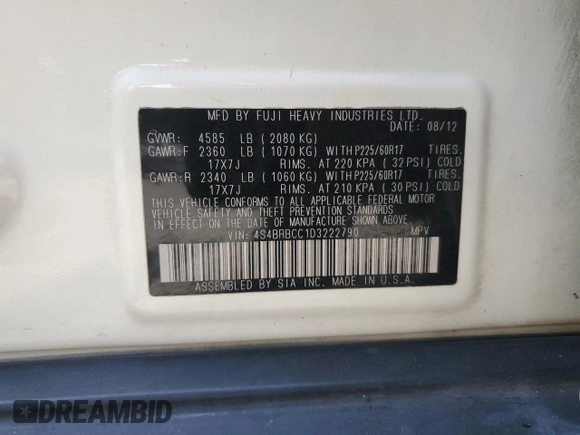 MFD BY FUJI HEAVY INDUSTRIES LTD.
DATE: 08/12
GVWR: 4585 LB ( 2080 KG)
GAWR:F 2360 LB ( 1070 KG) WITH P225/60R17 TIRES.
17X7J RIMS. AT 220 KPA ( 32 PSI) COLD
GAWR:R 2340 LB ( 1060 KG) WITH P225/60R17 TIRES.
17X7J RIMS. AT 210 KPA ( 30 PSI) COLD
THIS VEHICLE CONFORMS TO ALL APPLICABLE FEDERAL MOTOR
VEHICLE SAFETY AND THEFT PREVENTION STANDARDS
IN EFFECT ON THE DATE OF MANUFACTURE SHOWN ABOVE.
VIN: 4S4BRBCC1D3222790 MPV
ASSEMBLED BY SIA INC. MADE IN U.S.A.
DREAMBID